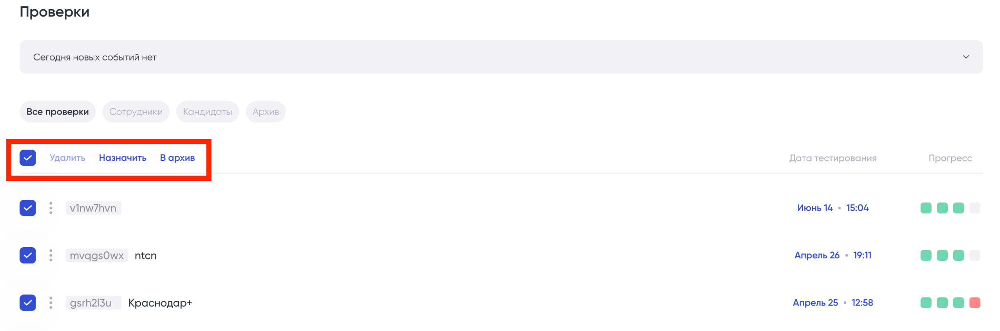 Проверки
Сегодня новых событий нет
Все проверки Сотрудники Кандидаты Архив
Удалить Назначить В архив Дата тестирования Прогресс
v1nw7hvn Июнь 14 • 15:04
mvqgs0wx ntcn Апрель 26 • 19:11
gsrh2l3u Краснодар+ Апрель 25 • 12:58